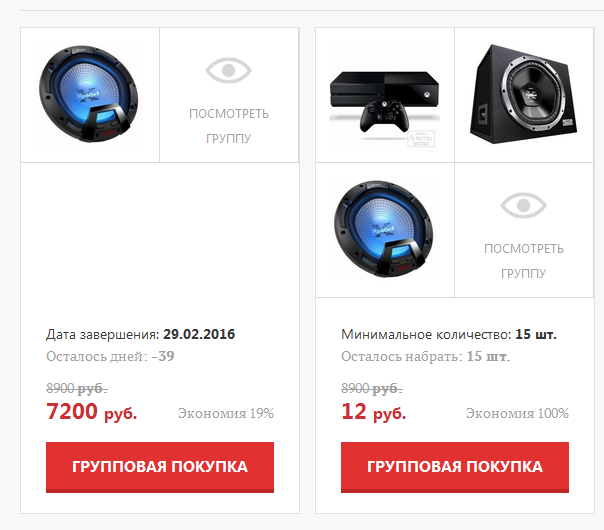 ПОСМОТРЕТЬ
ГРУППУ
Дата завершения: 29.02.2016
Осталось дней: -39
8900 руб.
7200 руб.
Экономия 19%
ГРУППОВАЯ ПОКУПКА
ПОСМОТРЕТЬ
ГРУППУ
Минимальное количество: 15 шт.
Осталось набрать: 15 шт.
8900 руб.
12 руб.
Экономия 100%
ГРУППОВАЯ ПОКУПКА